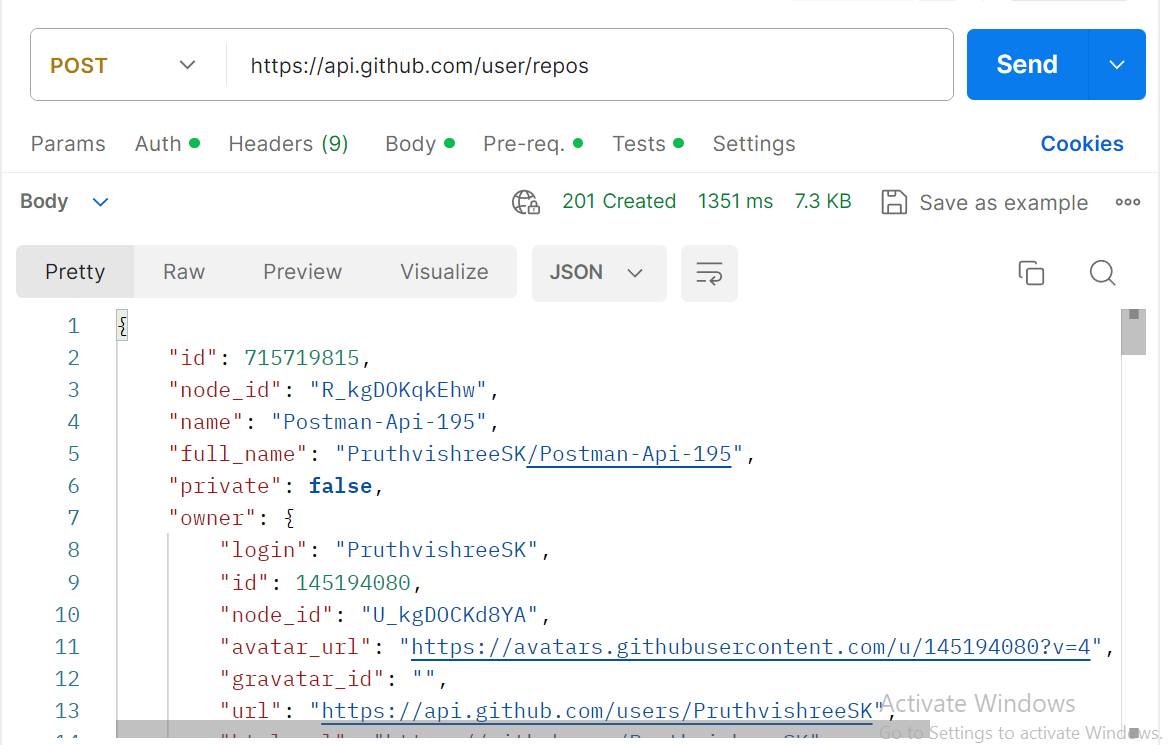 POST https://api.github.com/user/repos Send
Params Auth Headers (9) Body Pre-req. Tests Settings Cookies
Body 201 Created 1351 ms 7.3 KB Save as example
Pretty Raw Preview Visualize JSON
1 {
2 "id": 715719815,
3 "node_id": "R_kgDOKqkEhw",
4 "name": "Postman-Api-195",
5 "full_name": "PruthvishreeSK/Postman-Api-195",
6 "private": false,
7 "owner": {
8 "login": "PruthvishreeSK",
9 "id": 145194080,
10 "node_id": "U_kgDOCKd8YA",
11 "avatar_url": "https://avatars.githubusercontent.com/u/145194080?v=4",
12 "gravatar_id": "",
13 "url": "https://api.github.com/users/PruthvishreeSK",
Activate Windows
Go to Settings to activate Windows.